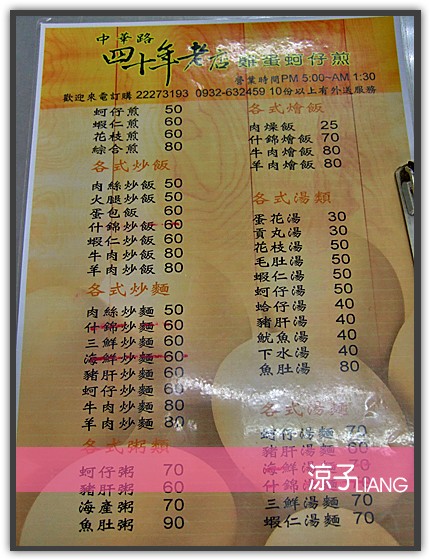 中華路
四十年老店 雞蛋蚵仔煎
營業時間PM 5:00~AM 1:30
歡迎來電訂購 22273193 0932-632459 10份以上有外送服務
蚵仔煎 50
蝦仁煎 60
花枝煎 60
綜合煎 80
各式炒飯
肉絲炒飯 50
火腿炒飯 50
蛋包飯 60
什錦炒飯 60
蝦仁炒飯 60
牛肉炒飯 80
羊肉炒飯 80
各式炒麵
肉絲炒麵 50
什錦炒麵 60
三鮮炒麵 60
海鮮炒麵 60
豬肝炒麵 60
蝦仁炒麵 60
牛肉炒麵 80
羊肉炒麵 80
各式粥類
蚵仔粥 70
豬肝粥 60
海產粥 70
魚肚粥 90
各式燴飯
肉燥飯 25
什錦燴飯 70
牛肉燴飯 80
羊肉燴飯 80
各式湯類
蛋花湯 30
貢丸湯 30
花枝湯 50
毛肚湯 50
蝦仁湯 50
蚵仔湯 50
蛤仔湯 40
豬肝湯 40
魷魚湯 40
下水湯 40
魚肚湯 80
各式湯麵
蚵仔湯麵 70
豬肝湯麵 60
海鮮湯麵
什錦湯麵
三鮮湯麵 70
蝦仁湯麵 70
涼子LIANG